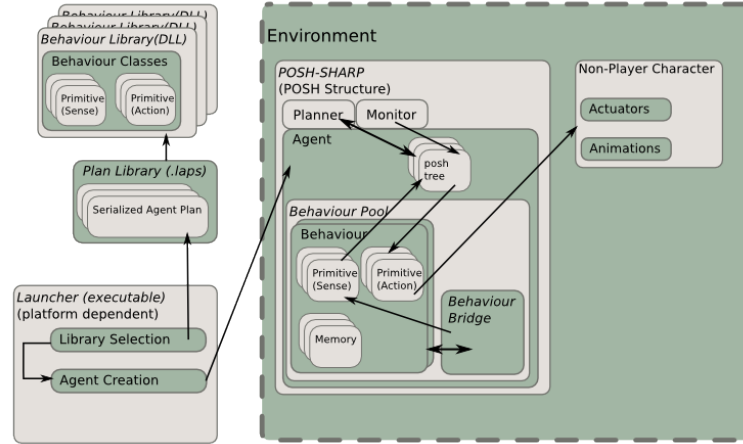 Behaviour Library(DLL)
Behaviour Library(DLL)
Behaviour Library(DLL)
Behaviour Classes
Primitive
(Sense)
Primitive
(Action)
Plan Library (.laps)
Serialized Agent Plan
Launcher (executable)
(platform dependent)
Library Selection
Agent Creation
Environment
POSH-SHARP
(POSH Structure)
Planner
Monitor
Agent
posh
tree
Behaviour Pool
Behaviour
Primitive
(Sense)
Primitive
(Action)
Memory
Behaviour
Bridge
Non-Player Character
Actuators
Animations